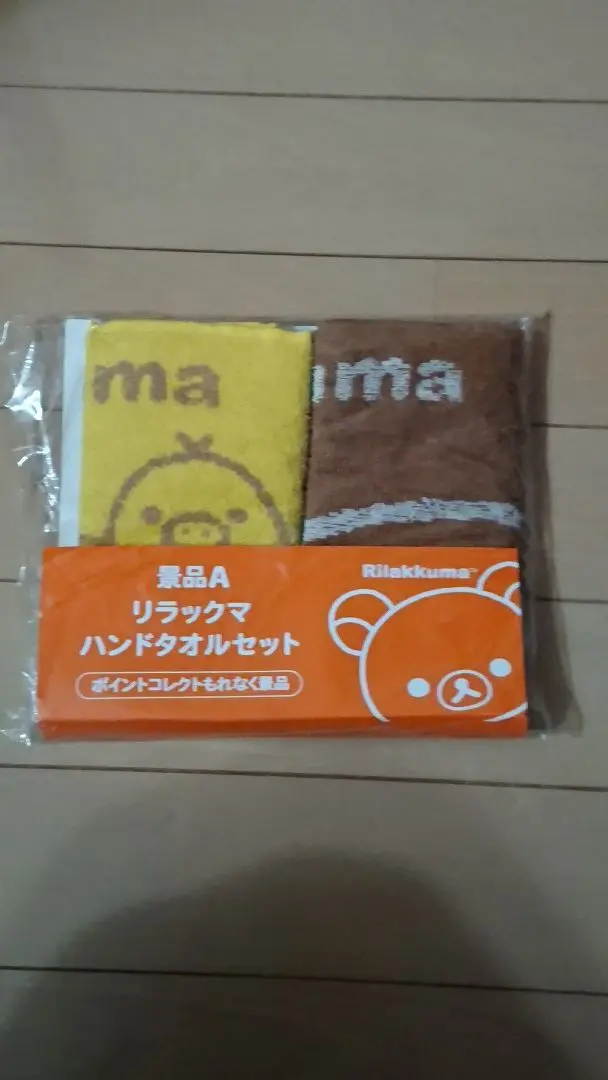 ma
ma
景品A
リラックマ
ハンドタオルセット
ポイントコレクトもれなく景品
Rilakkuma™